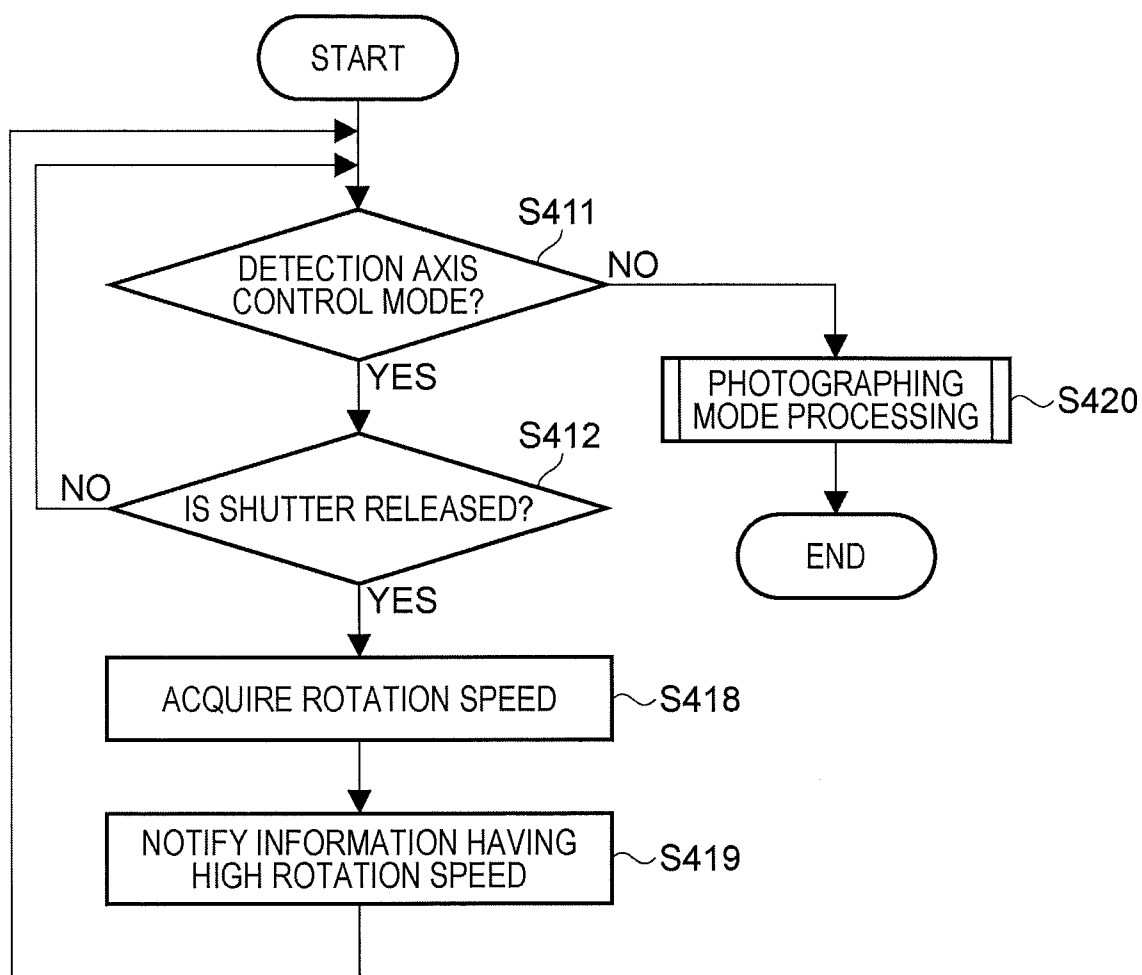 START
S411
DETECTION AXIS
CONTROL MODE?
NO
YES
PHOTOGRAPHING
MODE PROCESSING
S420
S412
NO
IS SHUTTER RELEASED?
END
YES
ACQUIRE ROTATION SPEED
S418
NOTIFY INFORMATION HAVING
HIGH ROTATION SPEED
S419